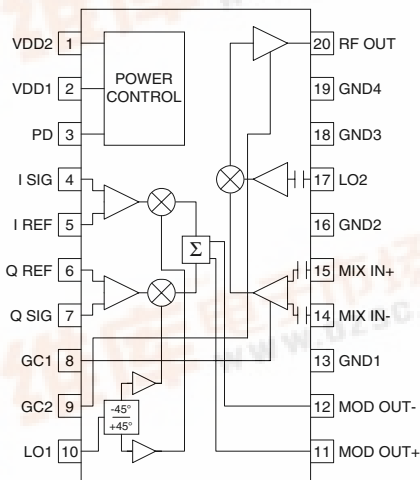 VDD2 1
POWER CONTROL
20 RF OUT
VDD1 2
19 GND4
PD 3
18 GND3
I SIG 4
17 LO2
I REF 5
16 GND2
Σ
Q REF 6
15 MIX IN+
Q SIG 7
14 MIX IN-
GC1 8
13 GND1
GC2 9
-45°
+45°
12 MOD OUT-
LO1 10
11 MOD OUT+